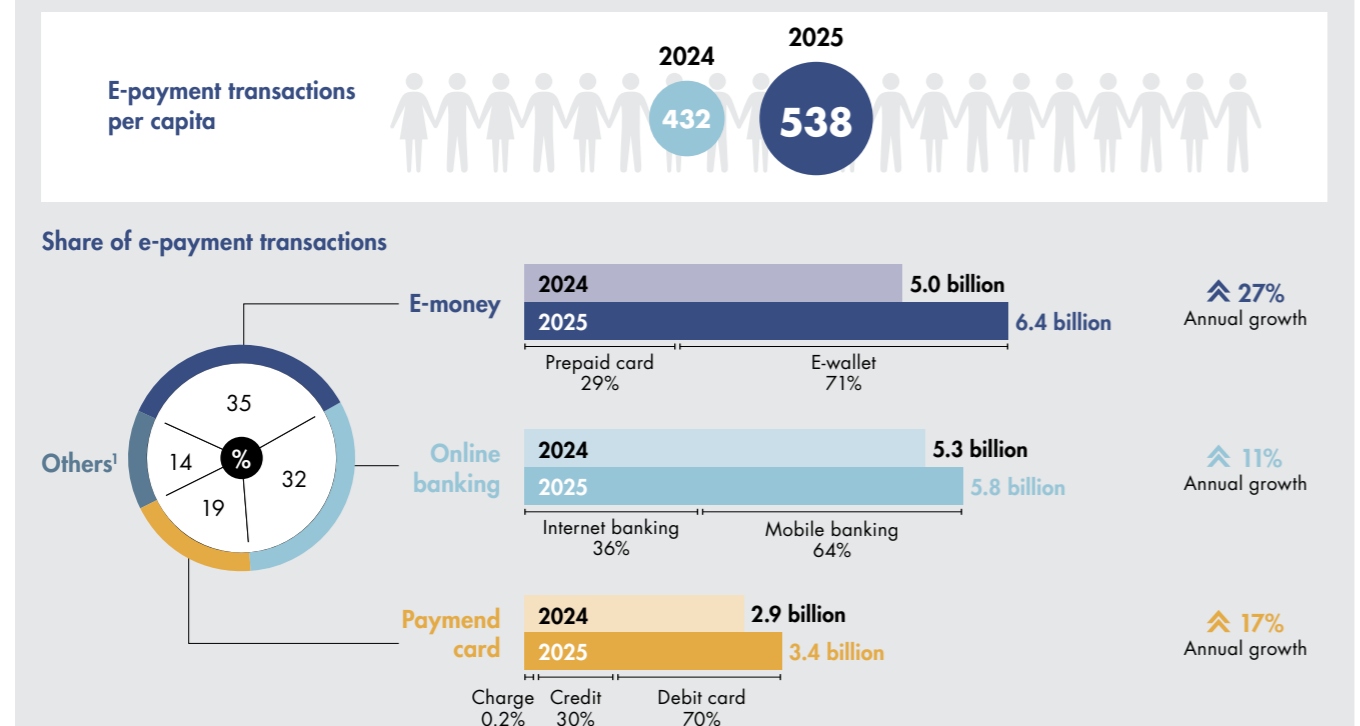 E-payment transactions
per capita
2024
432
2025
538
Share of e-payment transactions
35
32
19
14
%
Others¹
E-money
2024
5.0 billion
2025
6.4 billion
Prepaid card
29%
E-wallet
71%
27%
Annual growth
Online
banking
2024
5.3 billion
2025
5.8 billion
Internet banking
36%
Mobile banking
64%
11%
Annual growth
Paymend
card
2024
2.9 billion
2025
3.4 billion
Charge
0.2%
Credit
30%
Debit card
70%
17%
Annual growth